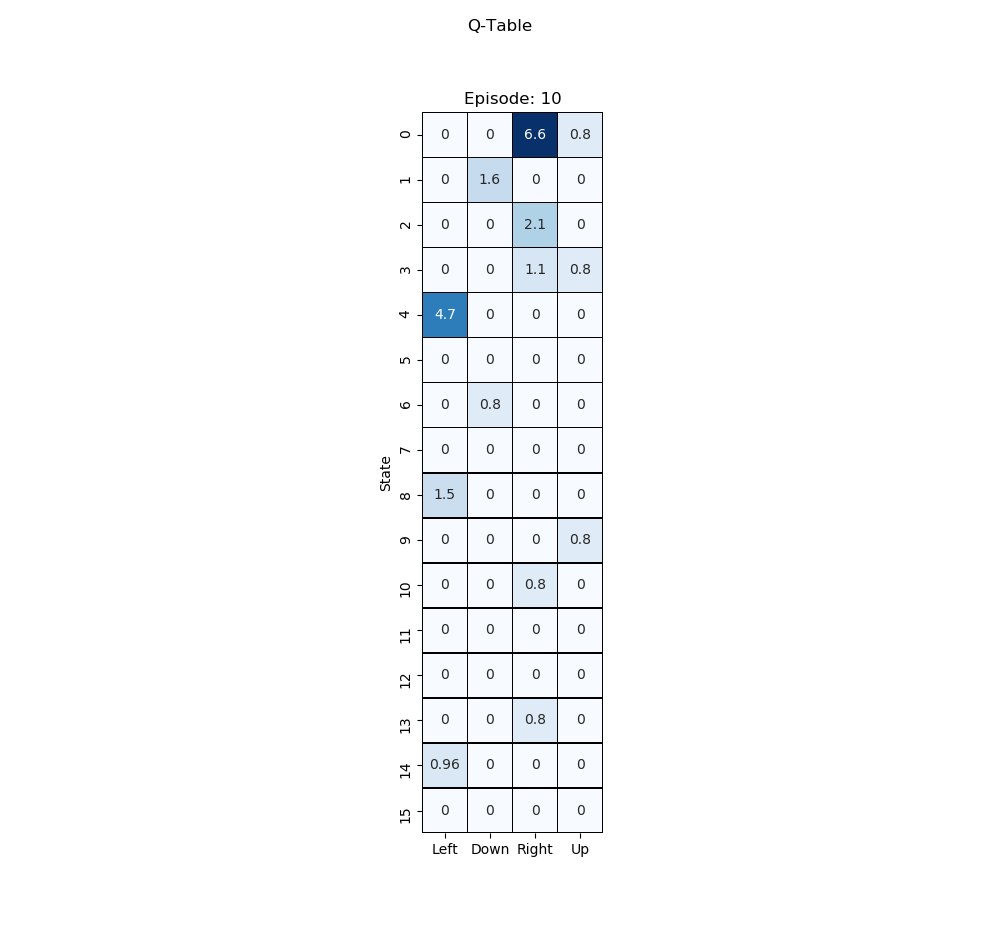 Q-Table
Episode: 10
State
0 0 0 6.6 0.8
1 0 1.6 0 0
2 0 0 2.1 0
3 0 0 1.1 0.8
4 4.7 0 0 0
5 0 0 0 0
6 0 0.8 0 0
7 0 0 0 0
8 1.5 0 0 0
9 0 0 0 0.8
10 0 0 0.8 0
11 0 0 0 0
12 0 0 0 0
13 0 0 0.8 0
14 0.96 0 0 0
15 0 0 0 0
Left Down Right Up